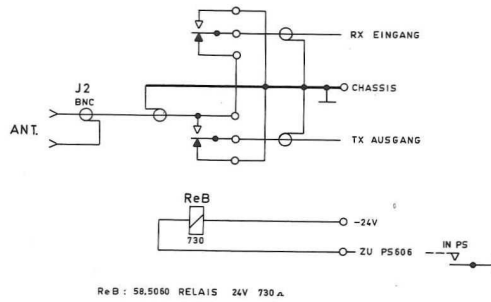 RX EINGANG
J2
BNC
CHASSIS
ANT.
TX AUSGANG
ReB
730
-24V
ZU PS606
IN PS
ReB : 58,5060 RELAIS 24V 730 Ω